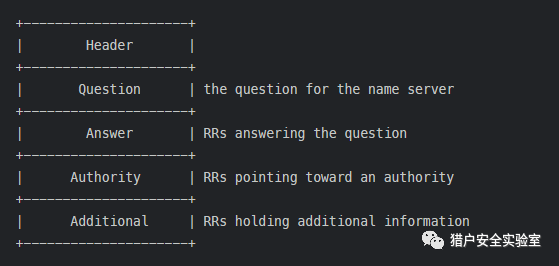 +---------------------+
| Header |
+---------------------+
| Question | the question for the name server
+---------------------+
| Answer | RRs answering the question
+---------------------+
| Authority | RRs pointing toward an authority
+---------------------+
| Additional | RRs holding additional information
+---------------------+
猎户安全实验室